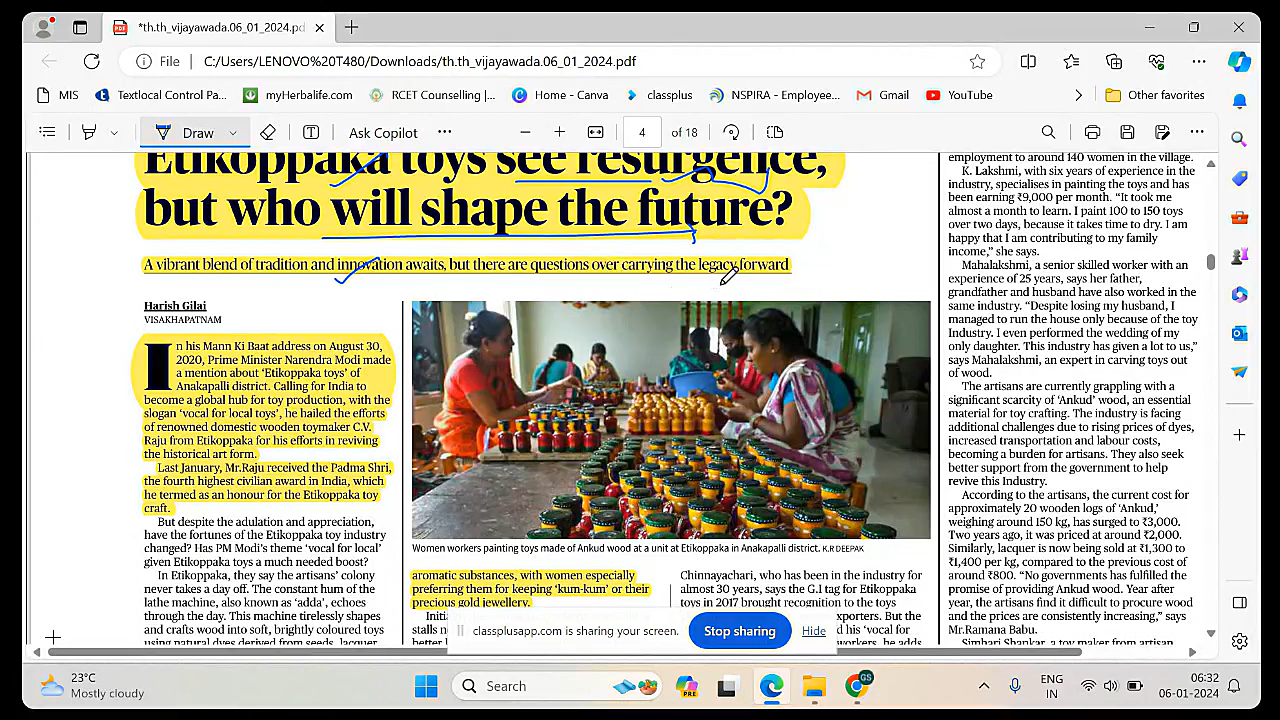 *th.th_vijayawada.06_01_2024.pd
File
C:/Users/LENOVO%20T480/Downloads/th.th_vijayawada.06_01_2024.pdf
MIS
Textlocal Control Pa...
myHerbalife.com
RCET Counselling |...
Home - Canva
classplus
NSPIRA - Employee...
Gmail
YouTube
Other favorites
Draw
Ask Copilot
4
of 18
Etikoppaka toys see resurgence,
but who will shape the future?
A vibrant blend of tradition and innovation awaits, but there are questions over carrying the legacy forward
Harish Gilai
VISAKHAPATNAM
In his Mann Ki Baat address on August 30,
2020, Prime Minister Narendra Modi made
a mention about 'Etikoppaka toys' of
Anakapalli district. Calling for India to
become a global hub for toy production, with the
slogan 'vocal for local toys', he hailed the efforts
of renowned domestic wooden toymaker C.V.
Raju from Etikoppaka for his efforts in reviving
the historical art form.
Last January, Mr.Raju received the Padma Shri,
the fourth highest civilian award in India, which
he termed as an honour for the Etikoppaka toy
craft.
But despite the adulation and appreciation,
have the fortunes of the Etikoppaka toy industry
changed? Has PM Modi's theme 'vocal for local'
given Etikoppaka toys a much needed boost?
In Etikoppaka, they say the artisans' colony
never takes a day off. The constant hum of the
lathe machine, also known as 'adda', echoes
through the day. This machine tirelessly shapes
and crafts wood into soft, brightly coloured toys
using natural dyes derived from seeds, lacquer,
Women workers painting toys made of Ankud wood at a unit at Etikoppaka in Anakapalli district. K.R DEEPAK
aromatic substances, with women especially
preferring them for keeping 'kum-kum' or their
precious gold jewellery.
Initi
stalls n
better l
Chinnayachari, who has been in the industry for
almost 30 years, says the G.I tag for Etikoppaka
toys in 2017 brought recognition to the toys
xporters. But the
d his 'vocal for
workers, he adds
employment to around 140 women in the village.
K. Lakshmi, with six years of experience in the
industry, specialises in painting the toys and has
been earning ₹9,000 per month. “It took me
almost a month to learn. I paint 100 to 150 toys
over two days, because it takes time to dry. I am
happy that I am contributing to my family
income,” she says.
Mahalakshmi, a senior skilled worker with an
experience of 25 years, says her father,
grandfather and husband have also worked in the
same industry. “Despite losing my husband, I
managed to run the house only because of the toy
Industry. I even performed the wedding of my
only daughter. This industry has given a lot to us,”
says Mahalakshmi, an expert in carving toys out
of wood.
The artisans are currently grappling with a
significant scarcity of 'Ankud' wood, an essential
material for toy crafting. The industry is facing
additional challenges due to rising prices of dyes,
increased transportation and labour costs,
becoming a burden for artisans. They also seek
better support from the government to help
revive this Industry.
According to the artisans, the current cost for
approximately 20 wooden logs of 'Ankud,'
weighing around 150 kg, has surged to ₹3,000.
Two years ago, it was priced at around ₹2,000.
Similarly, lacquer is now being sold at ₹1,300 to
₹1,400 per kg, compared to the previous cost of
around ₹800. “No governments has fulfilled the
promise of providing Ankud wood. Year after
year, the artisans find it difficult to procure wood
and the prices are consistently increasing,” says
Mr.Ramana Babu.
Simhari Shankar, a toy maker from artisan
classplusapp.com is sharing your screen.
Stop sharing
Hide
23°C
Mostly cloudy
Search
PRE
GS
ENG
IN
06:32
06-01-2024